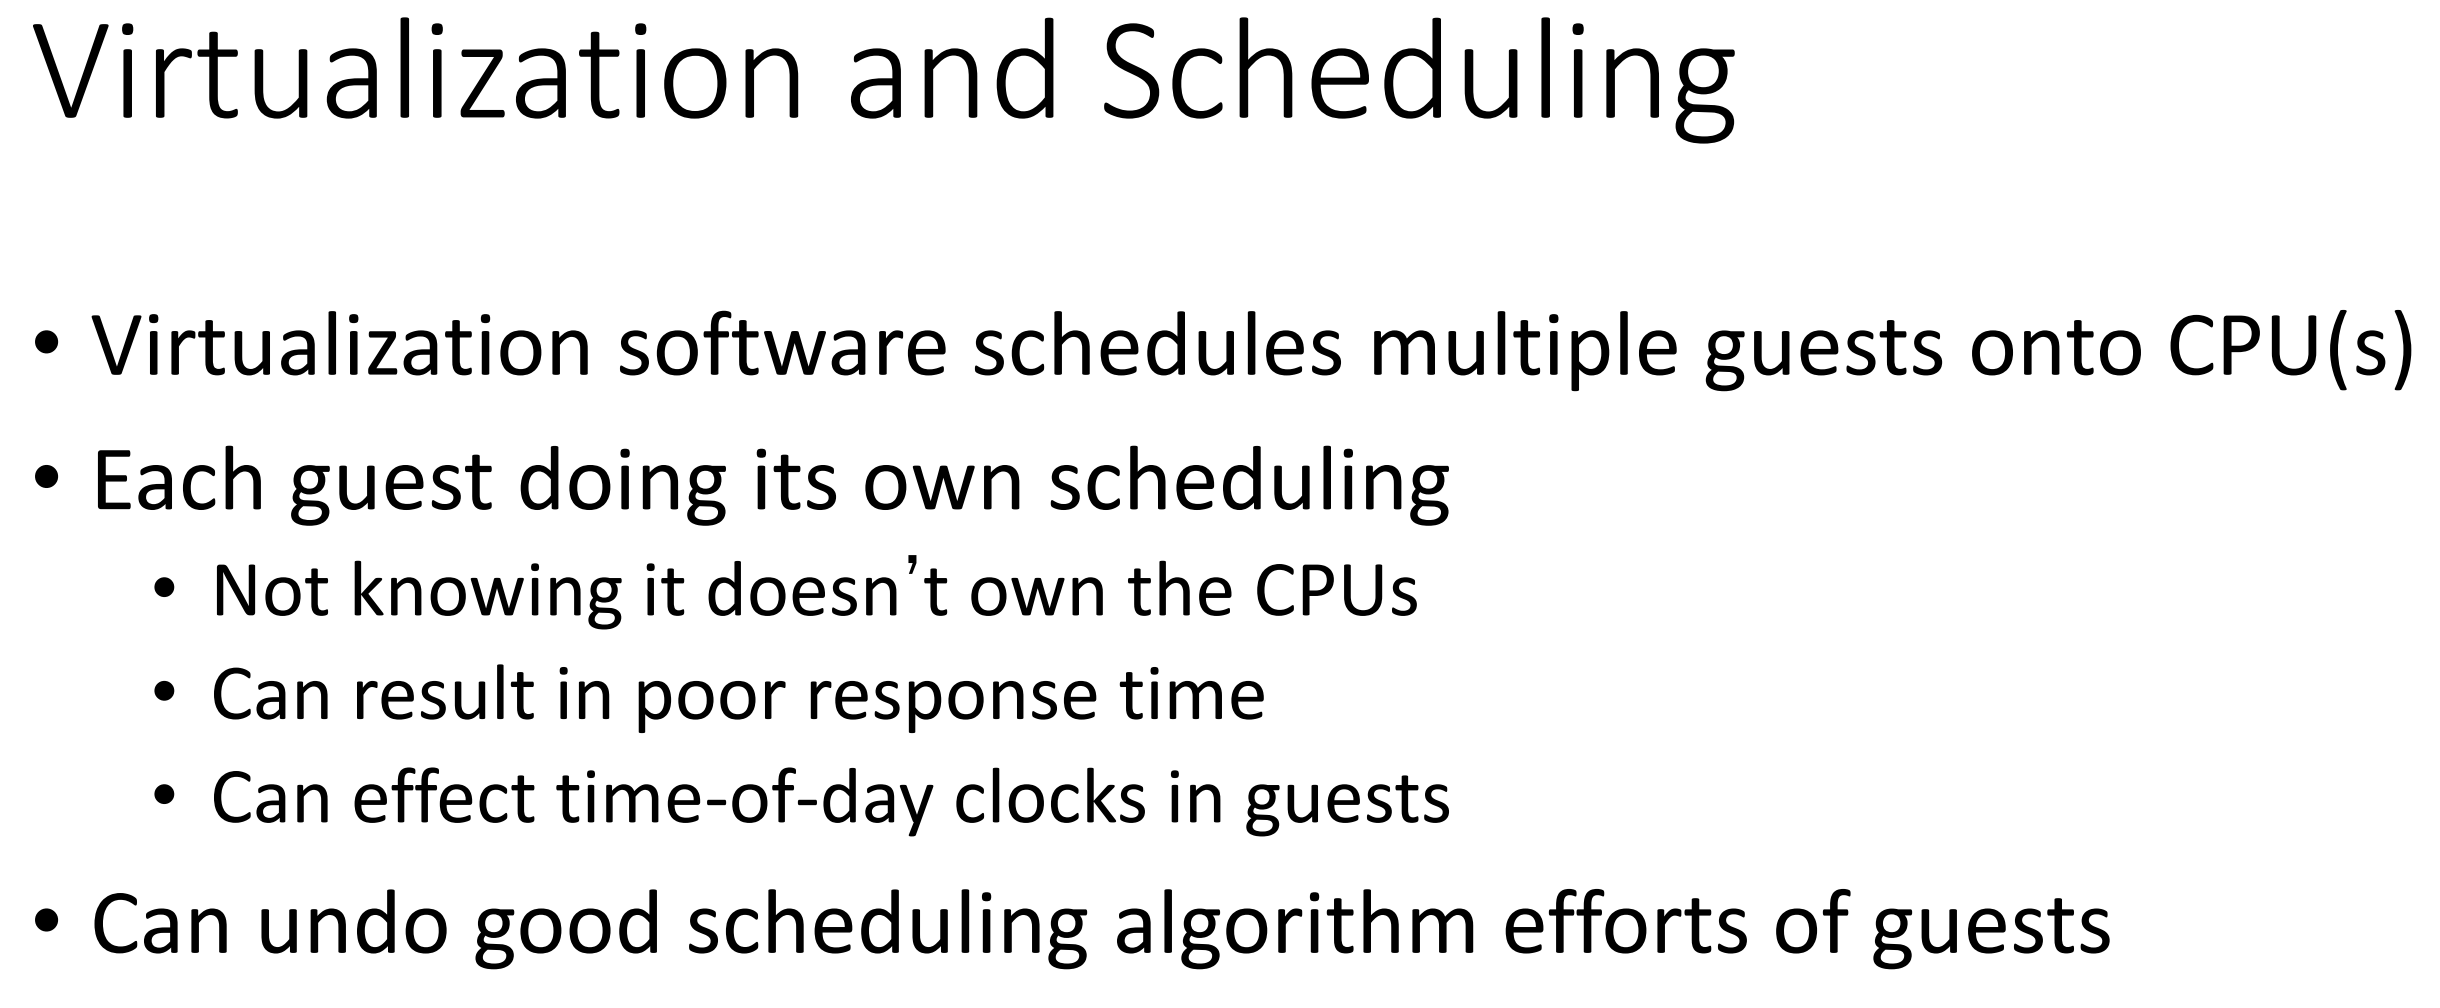 Virtualization and Scheduling
• Virtualization software schedules multiple guests onto CPU(s)
• Each guest doing its own scheduling
• Not knowing it doesn’t own the CPUs
• Can result in poor response time
• Can effect time-of-day clocks in guests
• Can undo good scheduling algorithm efforts of guests